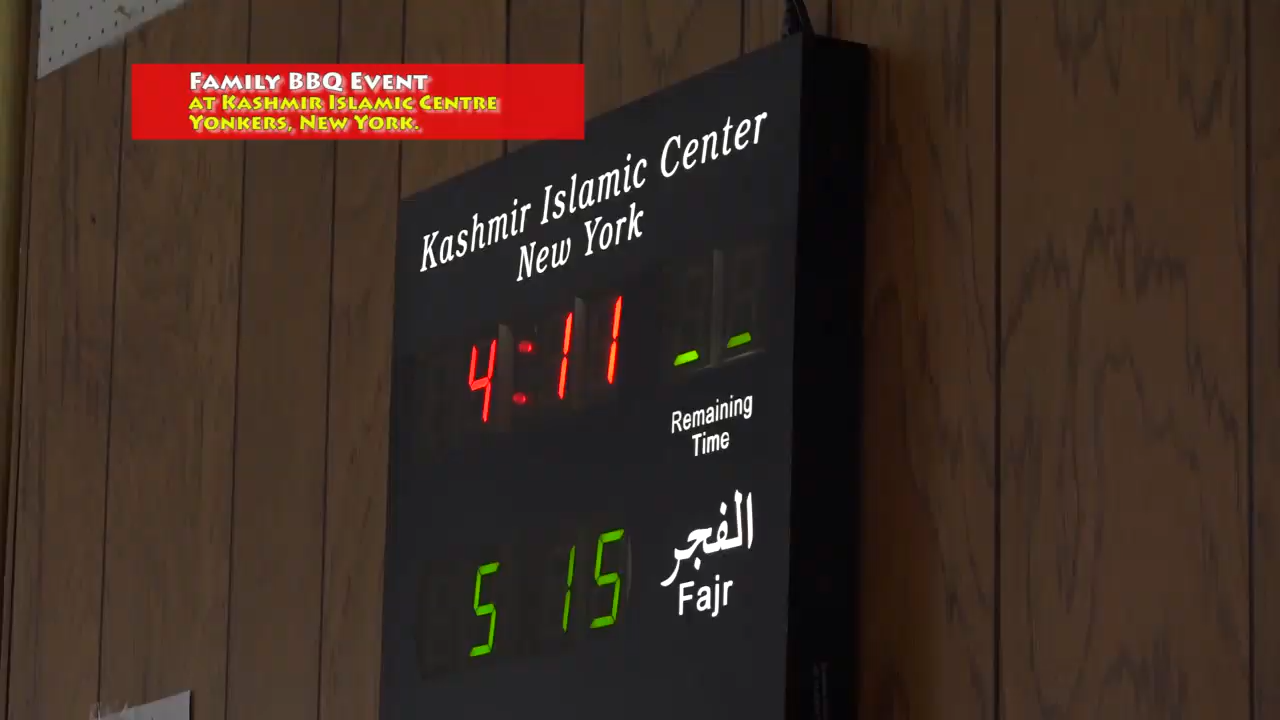 Family BBQ Event
at Kashmir Islamic Centre
Yonkers, New York.
Kashmir Islamic Center
New York
4:11
_ _
Remaining
Time
5 15
الفجر
Fajr